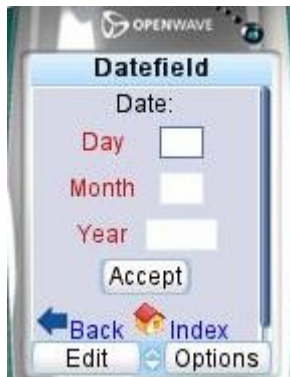 OPENWAVE
Datefield
Date:
Day
Month
Year
Accept
Back Index
Edit Options